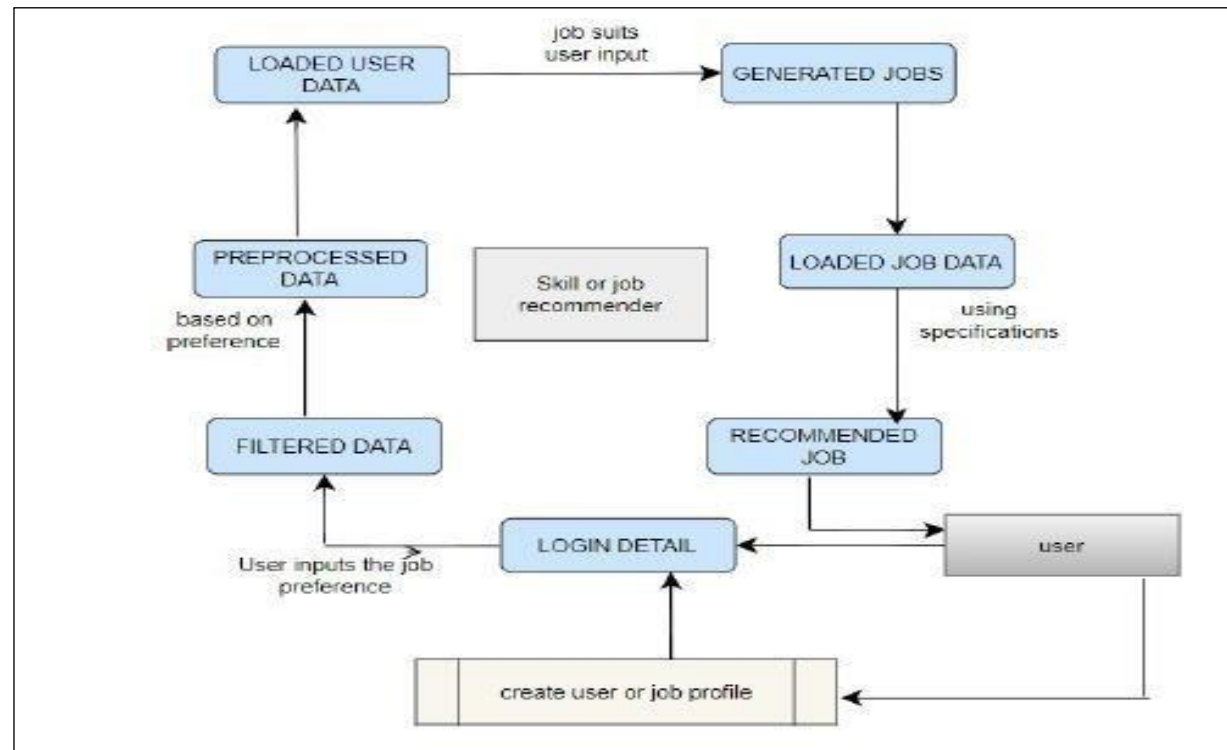 job suits
user input
LOADED USER
DATA
GENERATED JOBS
PREPROCESSED
DATA
Skill or job
recommender
LOADED JOB DATA
based on
preference
using
specifications
FILTERED DATA
RECOMMENDED
JOB
LOGIN DETAIL
user
User inputs the job
preference
create user or job profile